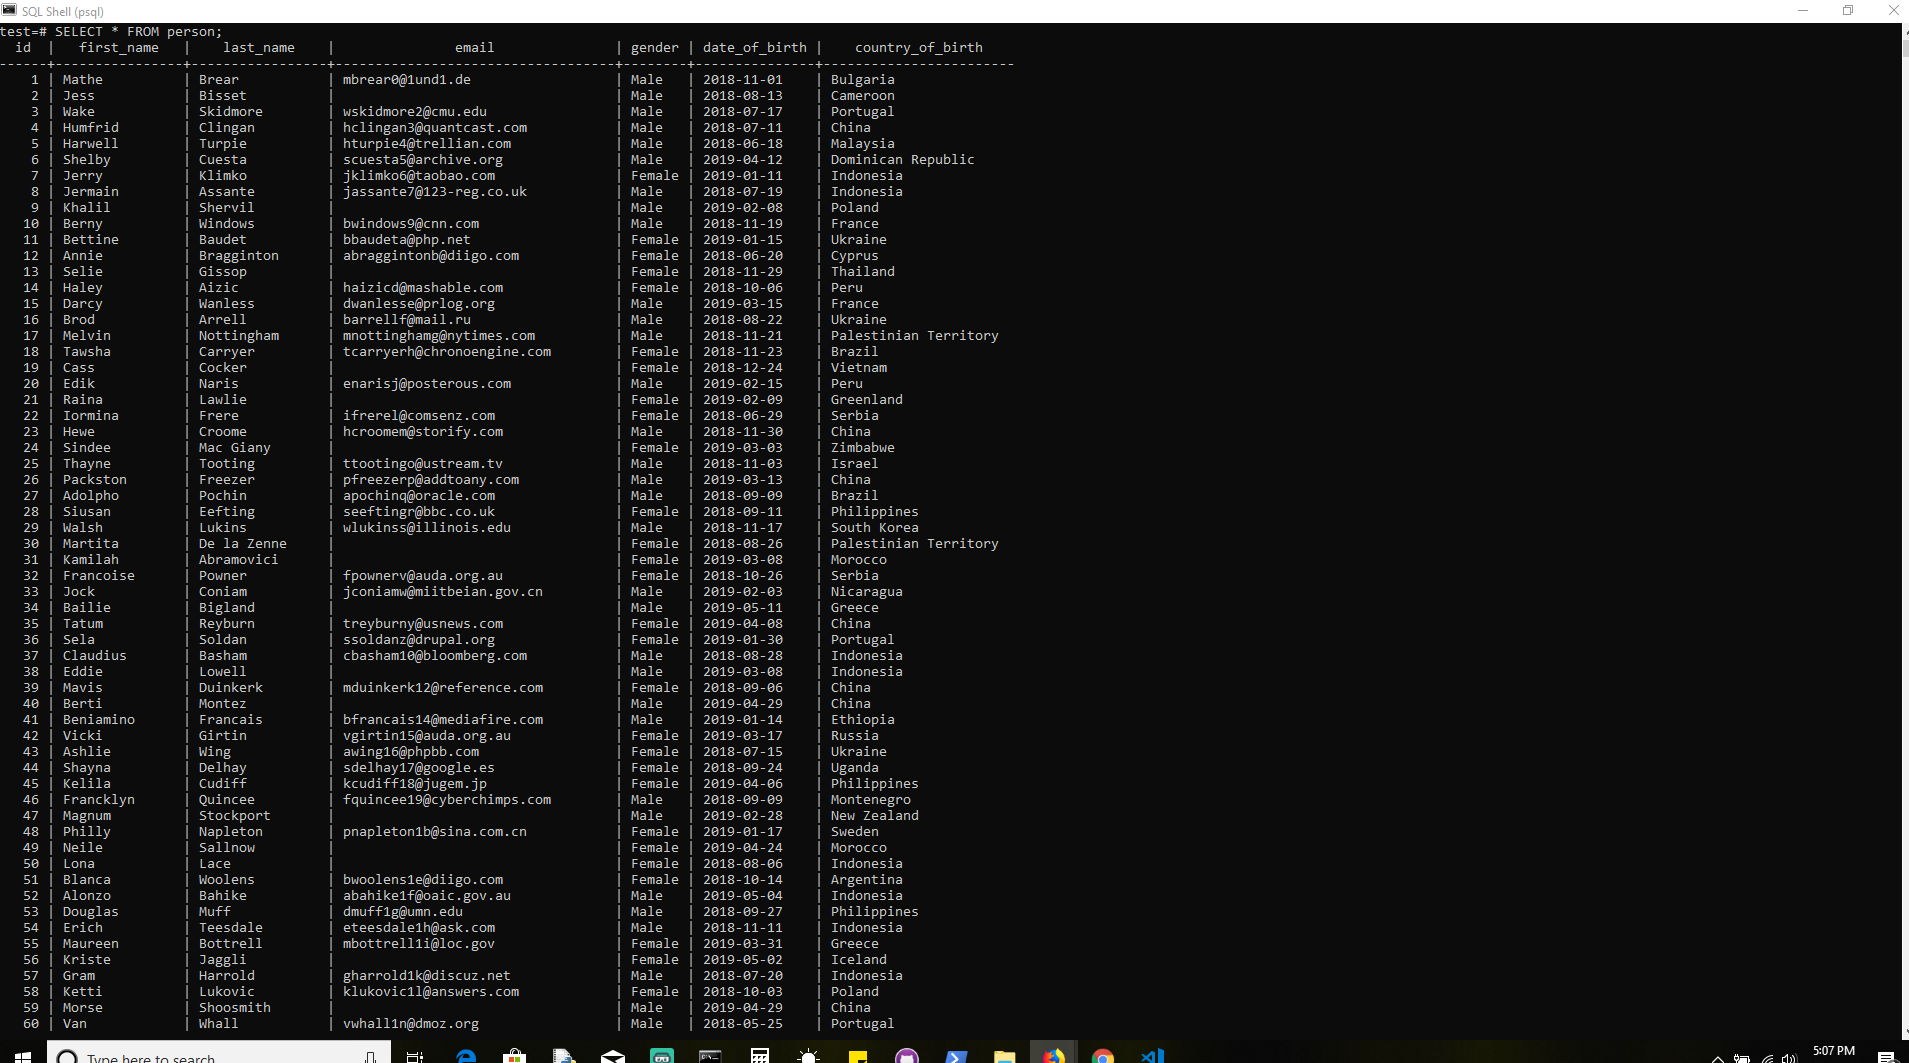 SQL Shell (psql)
test=# SELECT * FROM person;
id | first_name | last_name | email | gender | date_of_birth | country_of_birth
------+----------------+-----------------+-----------------------------------+--------+---------------+------------------------
1 | Mathe | Brear | mbrear0@1und1.de | Male | 2018-11-01 | Bulgaria
2 | Jess | Bisset | | Male | 2018-08-13 | Cameroon
3 | Wake | Skidmore | wskidmore2@cmu.edu | Male | 2018-07-17 | Portugal
4 | Humfrid | Clingan | hclingan3@quantcast.com | Male | 2018-07-11 | China
5 | Harwell | Turpie | hturpie4@trellian.com | Male | 2018-06-18 | Malaysia
6 | Shelby | Cuesta | scuesta5@archive.org | Male | 2019-04-12 | Dominican Republic
7 | Jerry | Klimko | jklimko6@taobao.com | Female | 2019-01-11 | Indonesia
8 | Jermain | Assante | jassante7@123-reg.co.uk | Male | 2018-07-19 | Indonesia
9 | Khalil | Shervil | | Male | 2019-02-08 | Poland
10 | Berny | Windows | bwindows9@cnn.com | Male | 2018-11-19 | France
11 | Bettine | Baudet | bbaudeta@php.net | Female | 2019-01-15 | Ukraine
12 | Annie | Bragginton | abraggintonb@diigo.com | Female | 2018-06-20 | Cyprus
13 | Selie | Gissop | | Female | 2018-11-29 | Thailand
14 | Haley | Aizic | haizicd@mashable.com | Female | 2018-10-06 | Peru
15 | Darcy | Wanless | dwanlesse@prlog.org | Male | 2019-03-15 | France
16 | Brod | Arrell | barrellf@mail.ru | Male | 2018-08-22 | Ukraine
17 | Melvin | Nottingham | mnottinghamg@nytimes.com | Male | 2018-11-21 | Palestinian Territory
18 | Tawsha | Carryer | tcarryerh@chronoengine.com | Female | 2018-11-23 | Brazil
19 | Cass | Cocker | | Female | 2018-12-24 | Vietnam
20 | Edik | Naris | enarisj@posterous.com | Male | 2019-02-15 | Peru
21 | Raina | Lawlie | | Female | 2019-02-09 | Greenland
22 | Iormina | Frere | ifrerel@comsenz.com | Female | 2018-06-29 | Serbia
23 | Hewe | Croome | hcroomem@storify.com | Male | 2018-11-30 | China
24 | Sindee | Mac Giany | | Female | 2019-03-03 | Zimbabwe
25 | Thayne | Tooting | ttootingo@ustream.tv | Male | 2018-11-03 | Israel
26 | Packston | Freezer | pfreezerp@addtoany.com | Male | 2019-03-13 | China
27 | Adolpho | Pochin | apochinq@oracle.com | Male | 2018-09-09 | Brazil
28 | Siusan | Eefting | seeftingr@bbc.co.uk | Female | 2018-09-11 | Philippines
29 | Walsh | Lukins | wlukinss@illinois.edu | Male | 2018-11-17 | South Korea
30 | Martita | De la Zenne | | Female | 2018-08-26 | Palestinian Territory
31 | Kamilah | Abramovici | | Female | 2019-03-08 | Morocco
32 | Francoise | Powner | fpownerv@auda.org.au | Female | 2018-10-26 | Serbia
33 | Jock | Coniam | jconiamw@miitbeian.gov.cn | Male | 2019-02-03 | Nicaragua
34 | Bailie | Bigland | | Male | 2019-05-11 | Greece
35 | Tatum | Reyburn | treyburny@usnews.com | Female | 2019-04-08 | China
36 | Sela | Soldan | ssoldanz@drupal.org | Female | 2019-01-30 | Portugal
37 | Claudius | Basham | cbasham10@bloomberg.com | Male | 2018-08-28 | Indonesia
38 | Eddie | Lowell | | Male | 2019-03-08 | Indonesia
39 | Mavis | Duinkerk | mduinkerk12@reference.com | Female | 2018-09-06 | China
40 | Berti | Montez | | Male | 2019-04-29 | China
41 | Beniamino | Francais | bfrancais14@mediafire.com | Male | 2019-01-14 | Ethiopia
42 | Vicki | Girtin | vgirtin15@auda.org.au | Female | 2019-03-17 | Russia
43 | Ashlie | Wing | awing16@phpbb.com | Female | 2018-07-15 | Ukraine
44 | Shayna | Delhay | sdelhay17@google.es | Female | 2018-09-24 | Uganda
45 | Kelila | Cudiff | kcudiff18@jugem.jp | Female | 2019-04-06 | Philippines
46 | Francklyn | Quincee | fquincee19@cyberchimps.com | Male | 2018-09-09 | Montenegro
47 | Magnum | Stockport | | Male | 2019-02-28 | New Zealand
48 | Philly | Napleton | pnapleton1b@sina.com.cn | Female | 2019-01-17 | Sweden
49 | Neile | Sallnow | | Female | 2019-04-24 | Morocco
50 | Lona | Lace | | Female | 2018-08-06 | Indonesia
51 | Blanca | Woolens | bwoolens1e@diigo.com | Female | 2018-10-14 | Argentina
52 | Alonzo | Bahike | abahike1f@oaic.gov.au | Male | 2019-05-04 | Indonesia
53 | Douglas | Muff | dmuff1g@umn.edu | Male | 2018-09-27 | Philippines
54 | Erich | Teesdale | eteesdale1h@ask.com | Male | 2018-11-11 | Indonesia
55 | Maureen | Bottrell | mbottrell1i@loc.gov | Female | 2019-03-31 | Greece
56 | Kriste | Jaggli | | Female | 2019-05-02 | Iceland
57 | Gram | Harrold | gharrold1k@discuz.net | Male | 2018-07-20 | Indonesia
58 | Ketti | Lukovic | klukovic1l@answers.com | Female | 2018-10-03 | Poland
59 | Morse | Shoosmith | | Male | 2019-04-29 | China
60 | Van | Whall | vwhall1n@dmoz.org | Male | 2018-05-25 | Portugal
Type here to search
5:07 PM